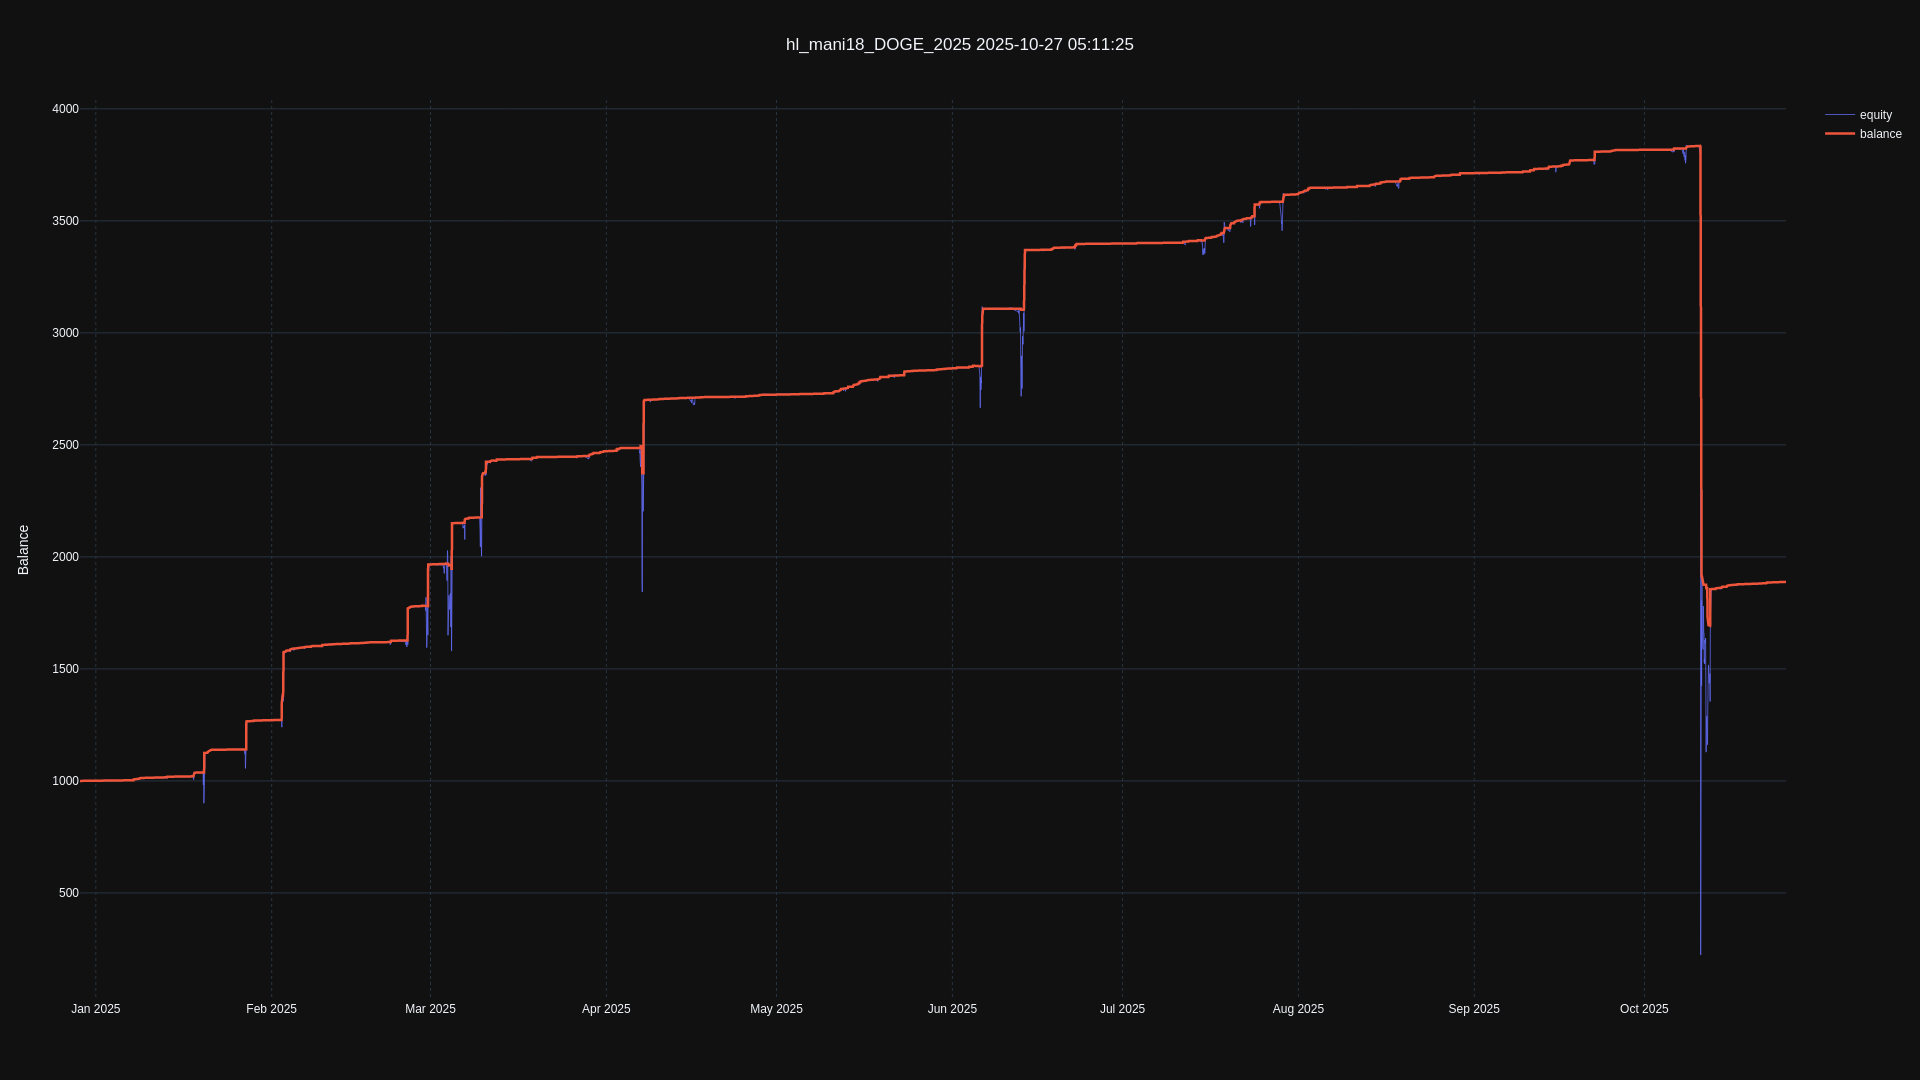 hl_mani18_DOGE_2025 2025-10-27 05:11:25
equity
balance
Balance
4000
3500
3000
2500
2000
1500
1000
500
Jan 2025
Feb 2025
Mar 2025
Apr 2025
May 2025
Jun 2025
Jul 2025
Aug 2025
Sep 2025
Oct 2025